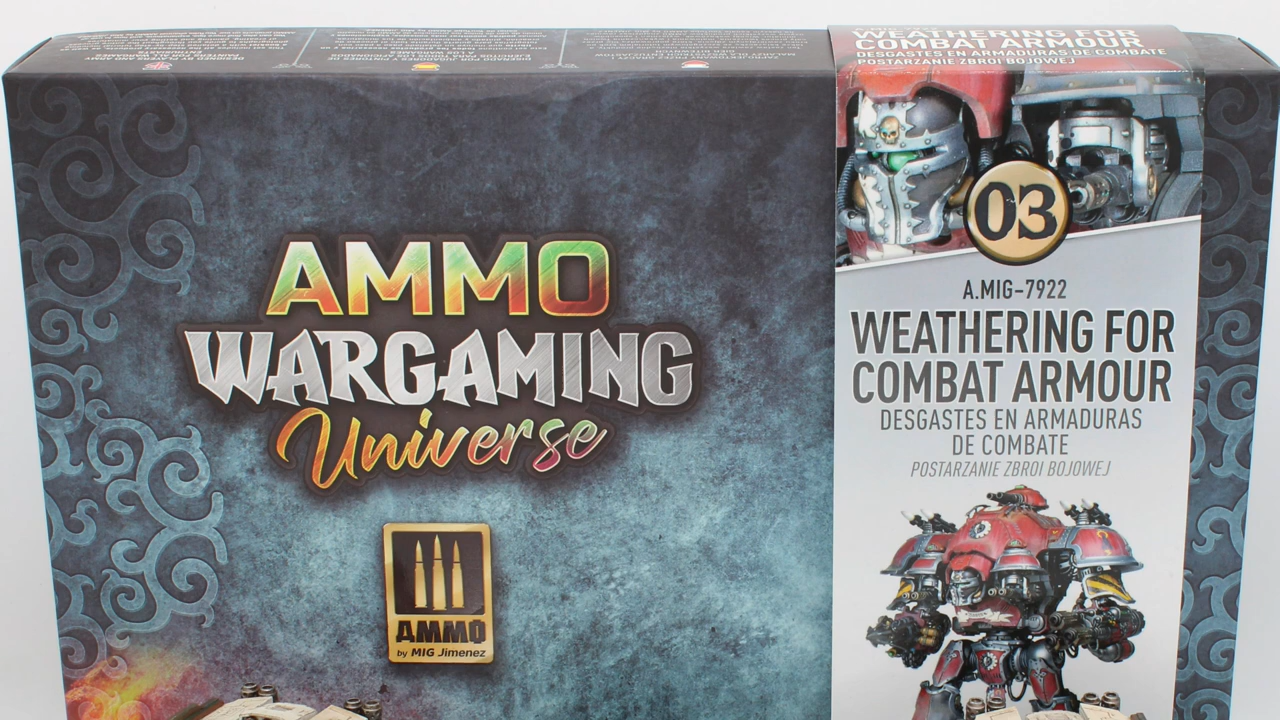 WEATHERING FOR
COMBAT ARMOUR
DESGASTES EN ARMADURAS DE COMBATE
POSTARZANIE ZBROI BOJOWEJ
AMMO
WARGAMING
Universe
AMMO
by MIG Jimenez
03
A.MIG-7922
WEATHERING FOR
COMBAT ARMOUR
DESGASTES EN ARMADURAS
DE COMBATE
POSTARZANIE ZBROI BOJOWEJ